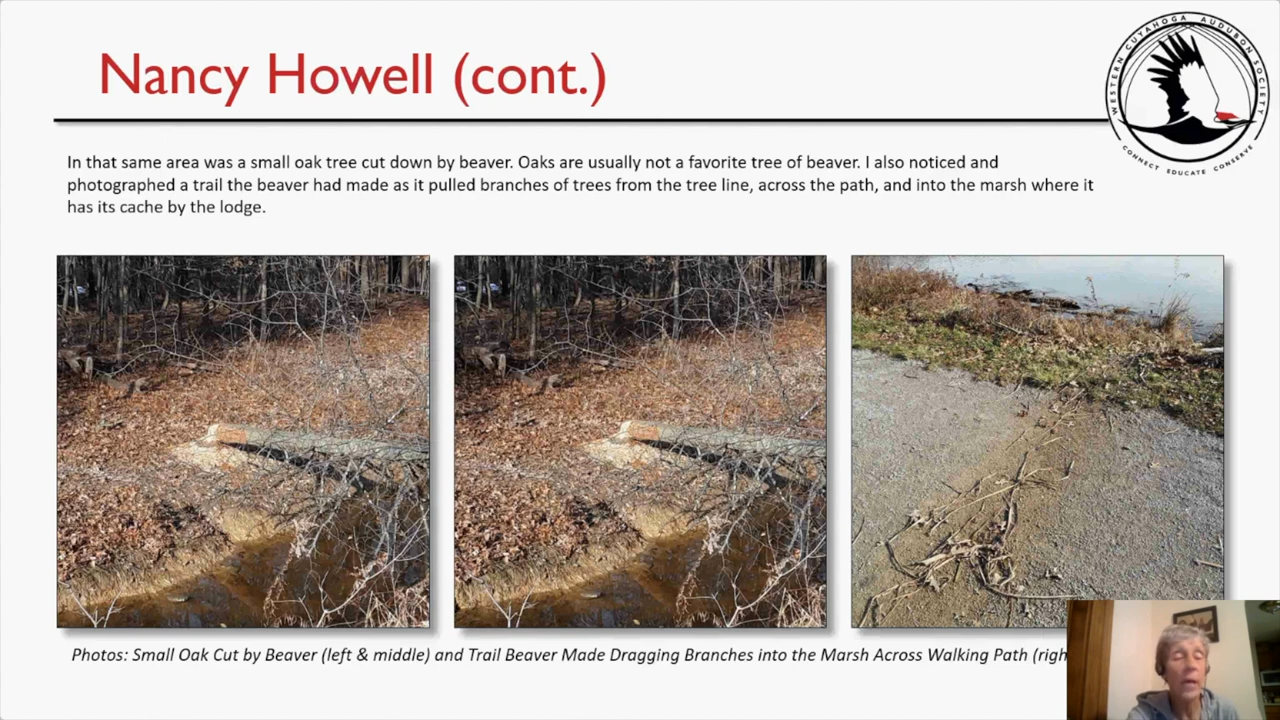 Nancy Howell (cont.)
WESTERN CUYAHOGA AUDUBON SOCIETY
CONNECT EDUCATE CONSERVE
In that same area was a small oak tree cut down by beaver. Oaks are usually not a favorite tree of beaver. I also noticed and
photographed a trail the beaver had made as it pulled branches of trees from the tree line, across the path, and into the marsh where it
has its cache by the lodge.
Photos: Small Oak Cut by Beaver (left & middle) and Trail Beaver Made Dragging Branches into the Marsh Across Walking Path (righ